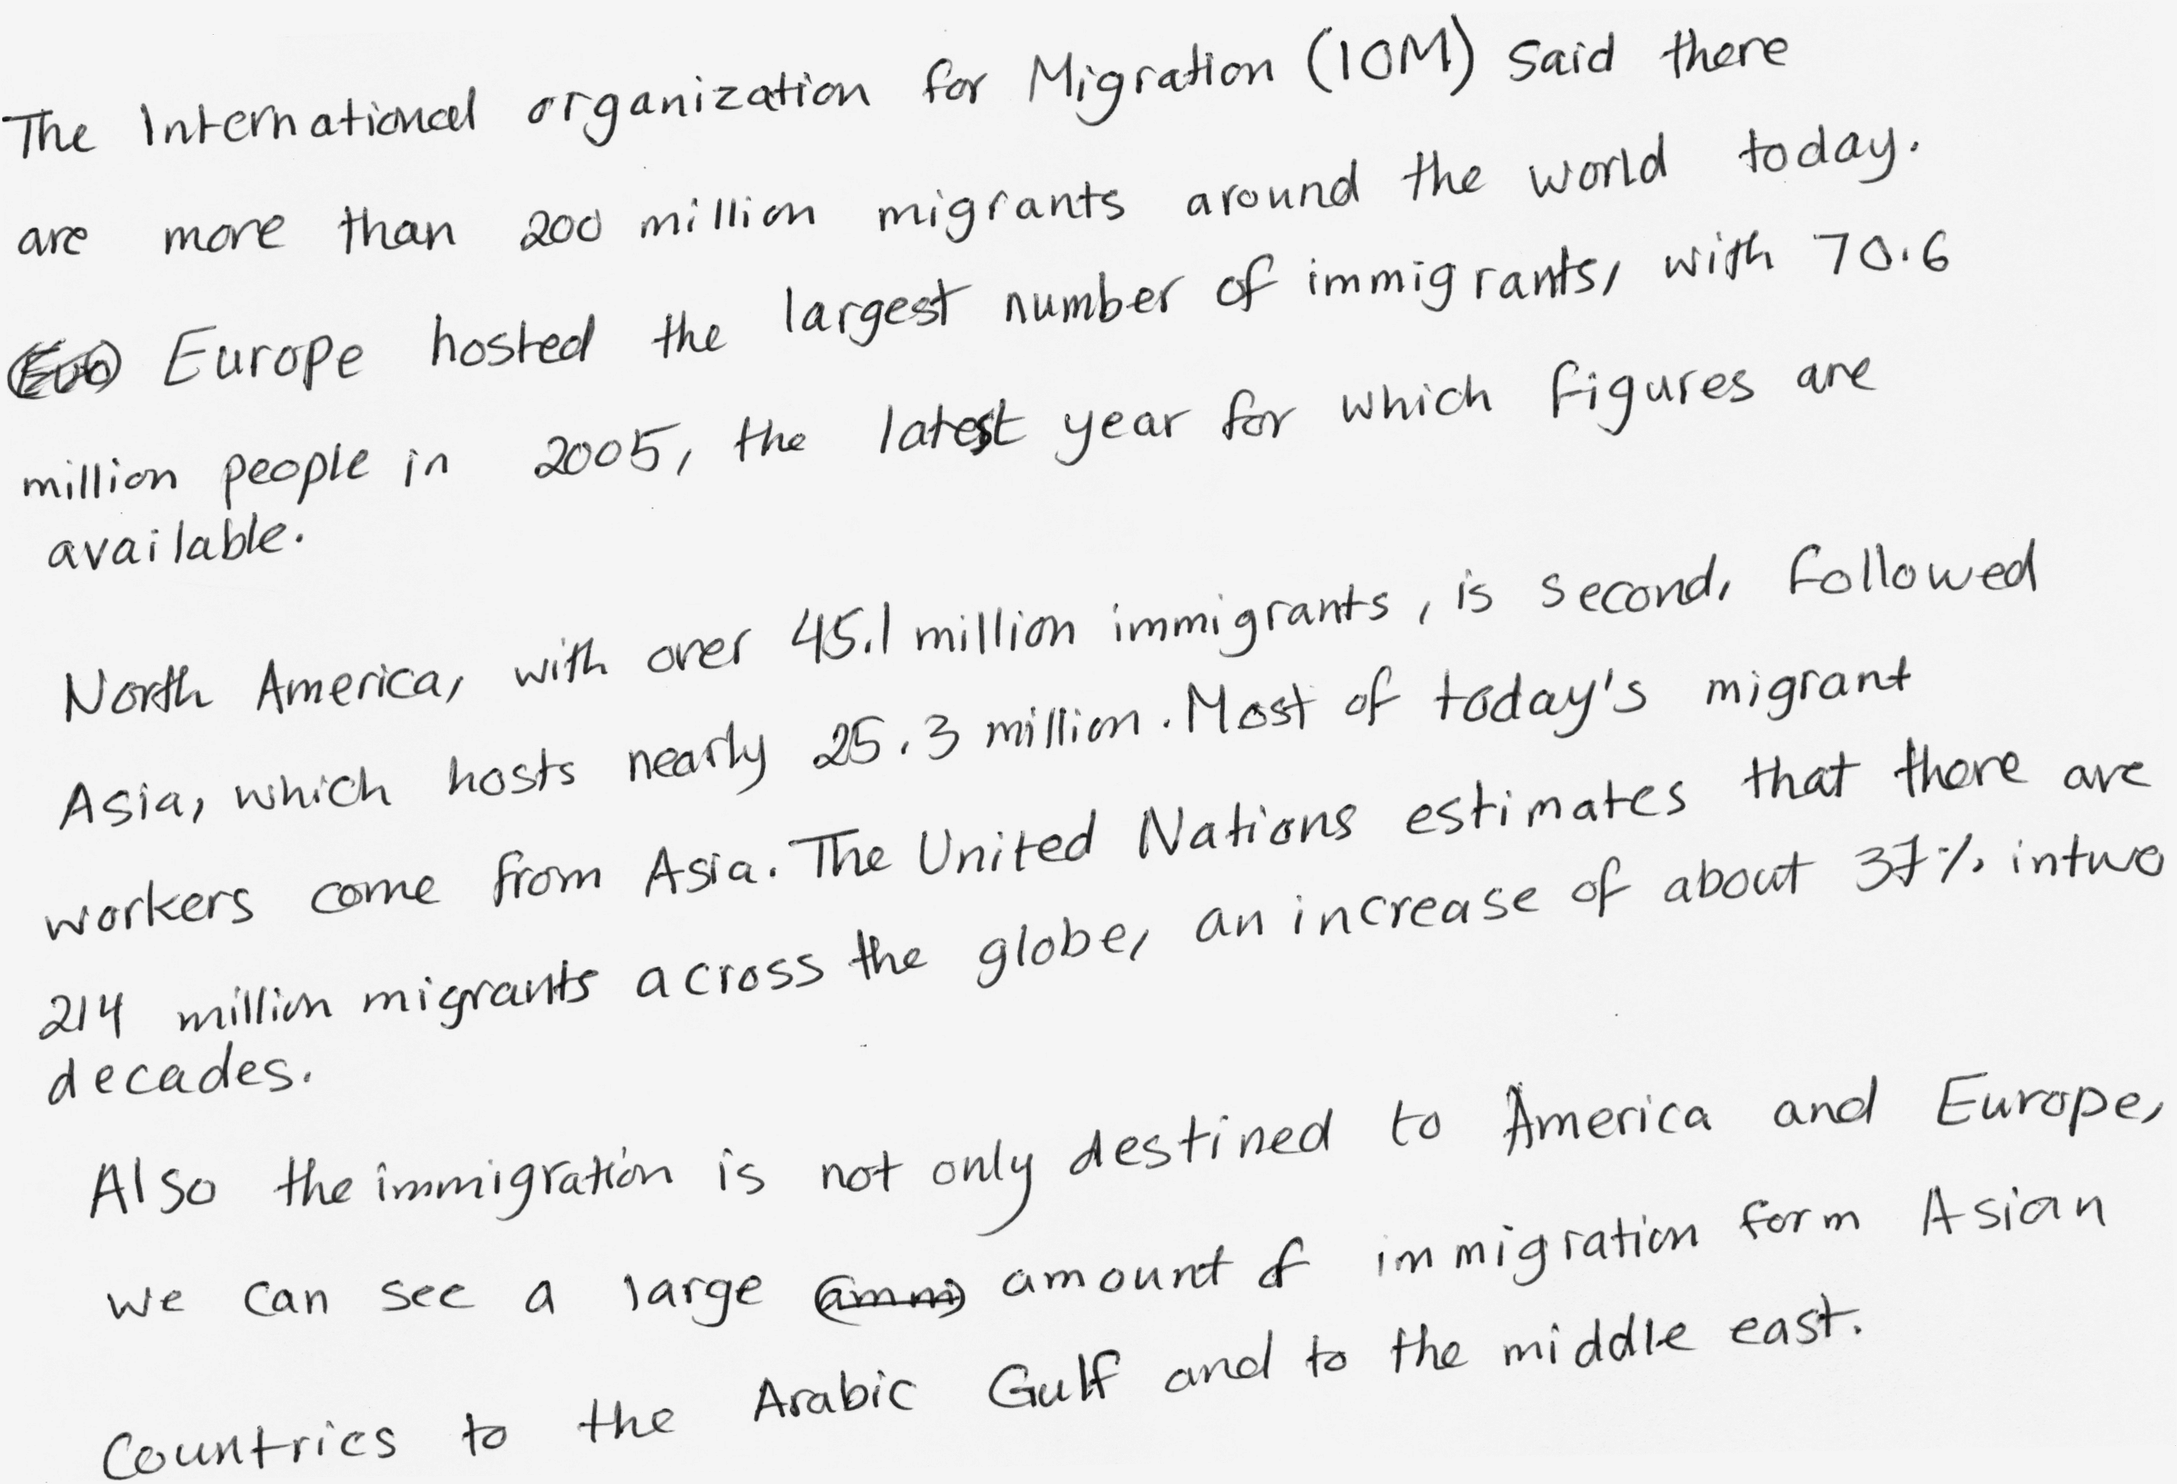 The International organization for Migration (IOM) said there
are more than 200 million migrants around the world today.
Europe hosted the largest number of immigrants, with 70.6
million people in 2005, the latest year for which figures are
available.
North America, with over 45.1 million immigrants, is second, followed
Asia, which hosts nearly 25.3 million. Most of today's migrant
workers come from Asia. The United Nations estimates that there are
214 million migrants across the globe, an increase of about 37% intwo
decades.
Also the immigration is not only destined to America and Europe,
we can see a large amount of immigration form Asian
Countries to the Arabic Gulf and to the middle east.